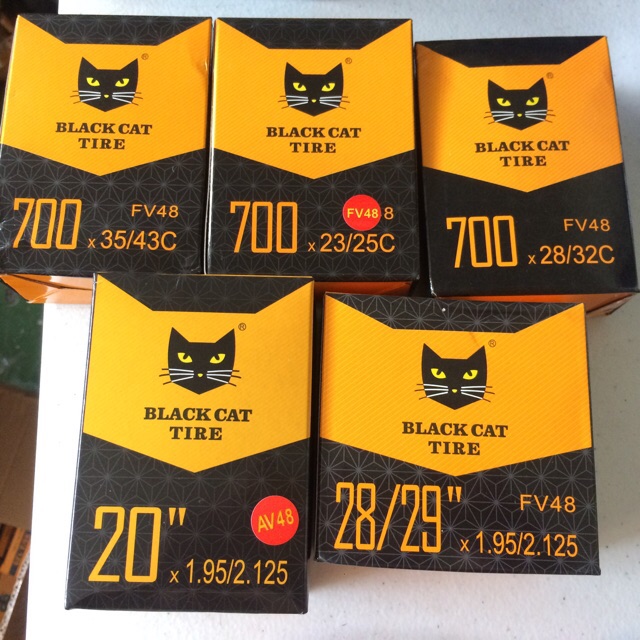 ®
BLACK CAT
TIRE
FV48
700 x 35/43C
®
BLACK CAT
TIRE
FV48 8
700 x 23/25C
®
BLACK CAT
TIRE
FV48
700 x 28/32C
®
BLACK CAT
TIRE
AV48
20" x 1.95/2.125
®
BLACK CAT
TIRE
FV48
28/29" x 1.95/2.125